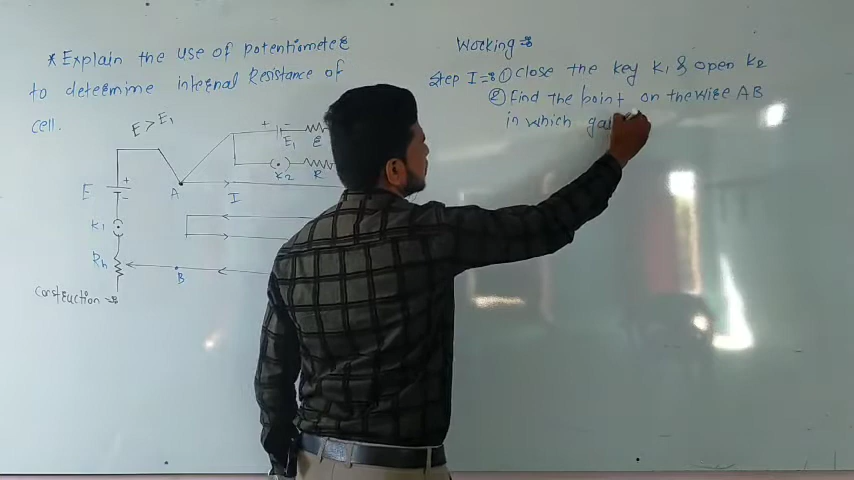 *Explain the use of potentiometer
to determine internal Resistance of
cell.
E > E1
+
E1
r
K2
R
E
+
A
I
K1
Rh
B
Construction :-
Working :-
Step I :- ① Close the key K1 & open K2
② Find the point on the wire AB
in which ga